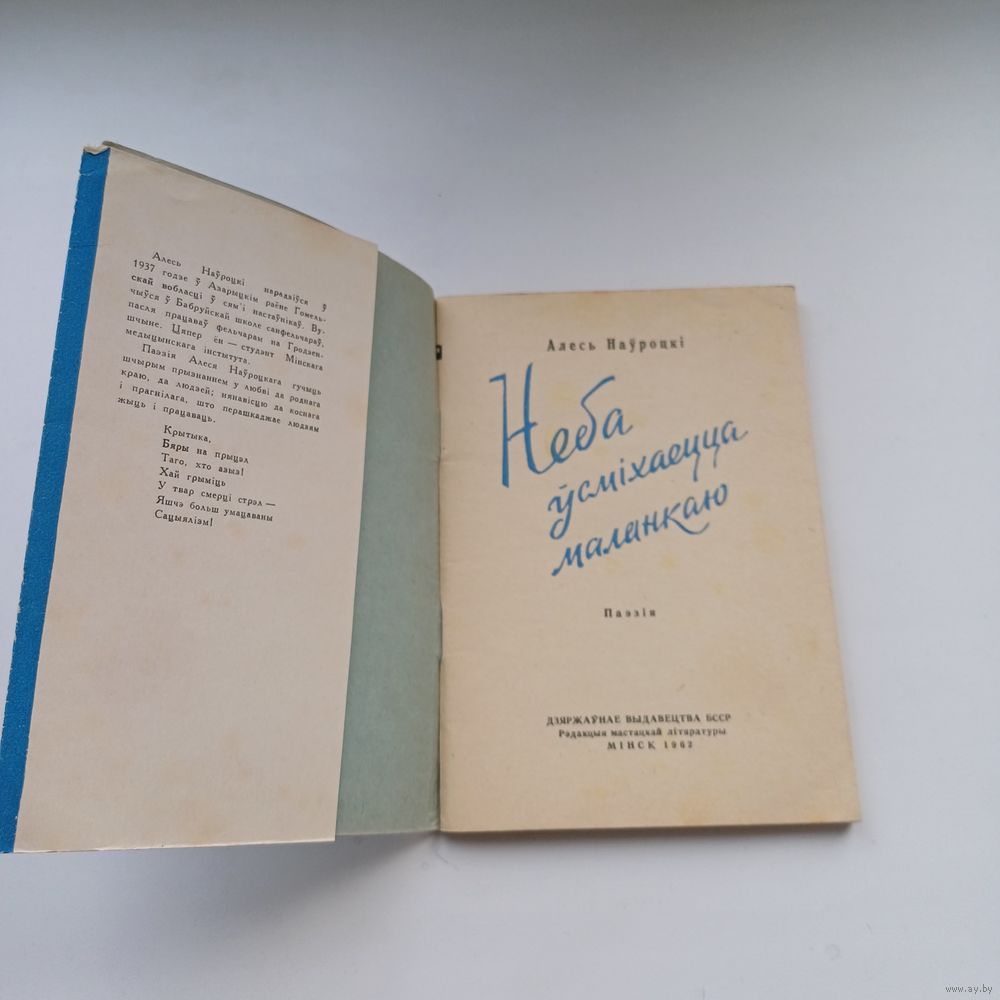 Алесь Наўроцкі нарадзіўся ў
1937 годзе ў Азарыцкім раёне Гомель-
скай вобласці ў сям'і настаўнікаў. Ву-
чыўся ў Бабруйскай школе санфельчараў,
пасля працаваў фельчарам на Гродзен-
шчыне. Цяпер ён — студэнт Мінскага
медыцынскага інстытута.
Паэзія Алеся Наўроцкага гучыць
шчырым прызнаннем у любві да роднага
краю, да людзей; нянавісцю да коснага
і прагнілага, што перашкаджае людзям
жыць і працаваць.
Крытыка,
Бяры на прыцэл
Таго, хто азыз!
Хай грыміць
У твар смерці стрэл —
Яшчэ больш умацаваны
Сацыялізм!
Алесь Наўроцкі
Неба
ўсміхаецца
маланкаю
Паэзія
ДЗЯРЖАЎНАЕ ВЫДАВЕЦТВА БССР
Рэдакцыя мастацкай літаратуры
МІНСК 1962
www.ay.by